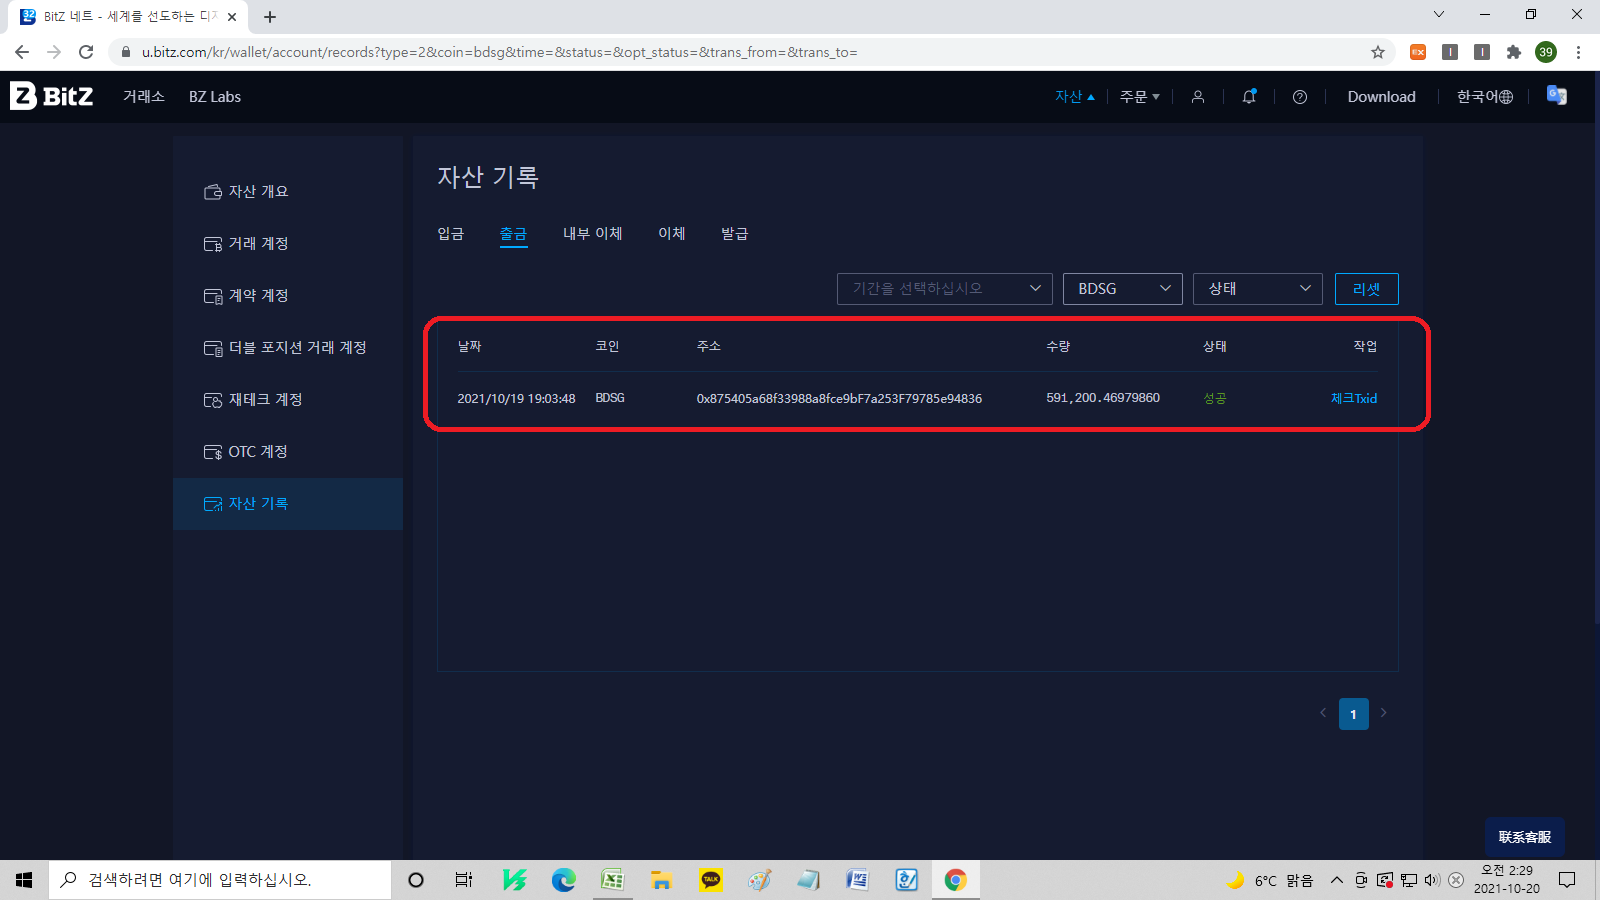 BitZ 네트 - 세계를 선도하는 디지
u.bitz.com/kr/wallet/account/records?type=2&coin=bdsg&time=&status=&opt_status=&trans_from=&trans_to=
EX
39
BitZ 거래소 BZ Labs 자산 주문 Download 한국어
자산 개요
거래 계정
계약 계정
더블 포지션 거래 계정
재테크 계정
OTC 계정
자산 기록
자산 기록
입금 출금 내부 이체 이체 발급
기간을 선택하십시오 BDSG 상태 리셋
날짜 코인 주소 수량 상태 작업
2021/10/19 19:03:48 BDSG 0x875405a68f33988a8fce9bF7a253F79785e94836 591,200.46979860 성공 체크Txid
1
联系客服
검색하려면 여기에 입력하십시오.
TALK
6°C 맑음
오전 2:29
2021-10-20